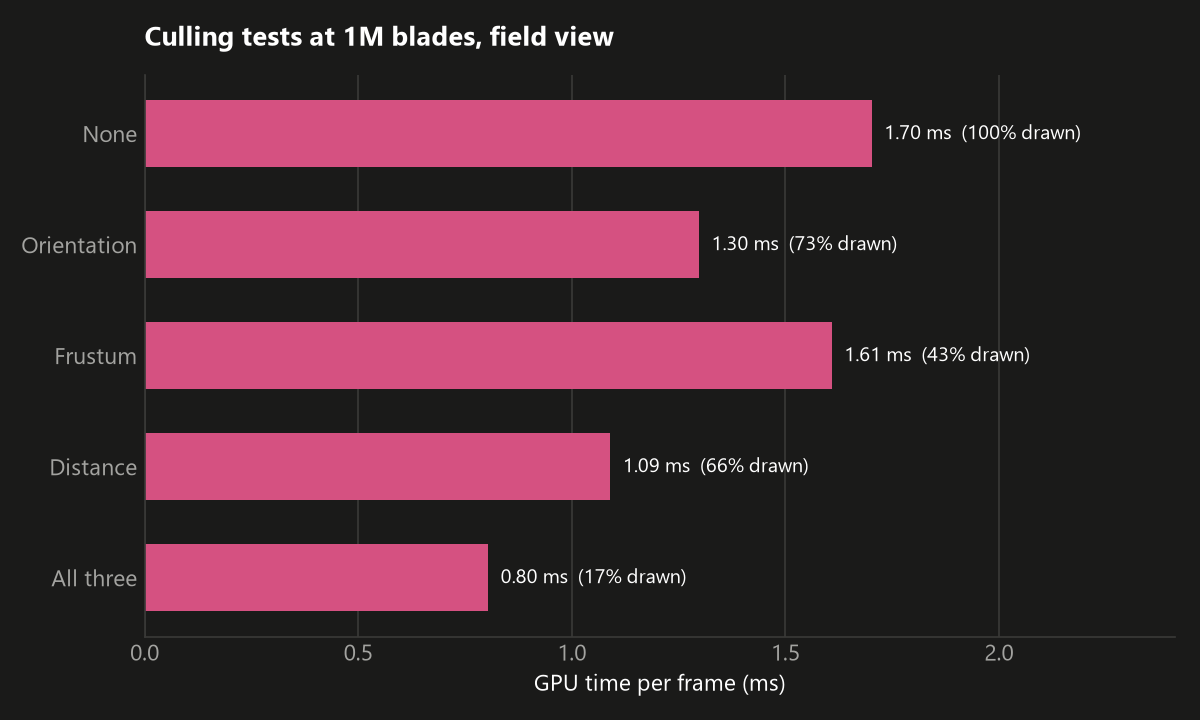 Culling tests at 1M blades, field view
None
1.70 ms (100% drawn)
Orientation
1.30 ms (73% drawn)
Frustum
1.61 ms (43% drawn)
Distance
1.09 ms (66% drawn)
All three
0.80 ms (17% drawn)
0.0 0.5 1.0 1.5 2.0
GPU time per frame (ms)